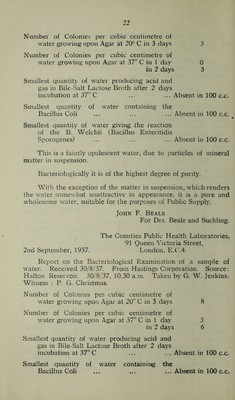 22
Number of Colonies per cubic centimetre of
water growing upon Agar at 20° C in 3 days 3
Number of Colonies per cubic centimetre of
water growing upon Agar at 37° C in 1 day 0
in 2 days 3
Smallest quantity of water producing acid and
gas in Bile-Salt Lactose Broth after 2 days
incubation at 37° C ... ... Absent in 100 c.c.
Smallest quantity of water containing the
Bacillus Coli ... ... ... Absent in 100 c.c.
Smallest quantity of water giving the reaction
of the B. Welchii (Bacillus Enteritidis
Sporogenes) ... ... ... Absent in 100 c.c.
This is a faintly opalescent water, due to particles of mineral
matter in suspension.
Bacteriologically it is of the highest degree of purity.
With the exception of the matter in suspension, which renders
the water somewhat unattractive in appearance, it is a pure and
wholesome water, suitable for the purposes of Public Supply.
John F. Beale
For Drs. Beale and Suckling.
The Counties Public Health Laboratories,
91 Queen Victoria Street,
2nd September, 1937. London, E.C.4
Report on the Bacteriological Examination of a sample of
water. Received 30/8/37. From Hastings Corporation. Source:
Halton Reservoir. 30/8/37, 10.30 a.m. Taken by G. W. Jenkins.
Witness : P. G. Christmas.
Number of Colonies per cubic centimetre of
water growing upon Agar at 20° C in 3 days 8
Number of Colonies per cubic centimetre of
water growing upon Agar at 37° C in 1 day 3
in 2 days 6
Smallest quantity of water producing acid and
gas in Bile-Salt Lactose Broth after 2 days
incubation at 37° C ... ... Absent in 100 c.c.
Smallest quantity of water containing the
Bacillus Coli ... ... ... Absent in 100 c.c.